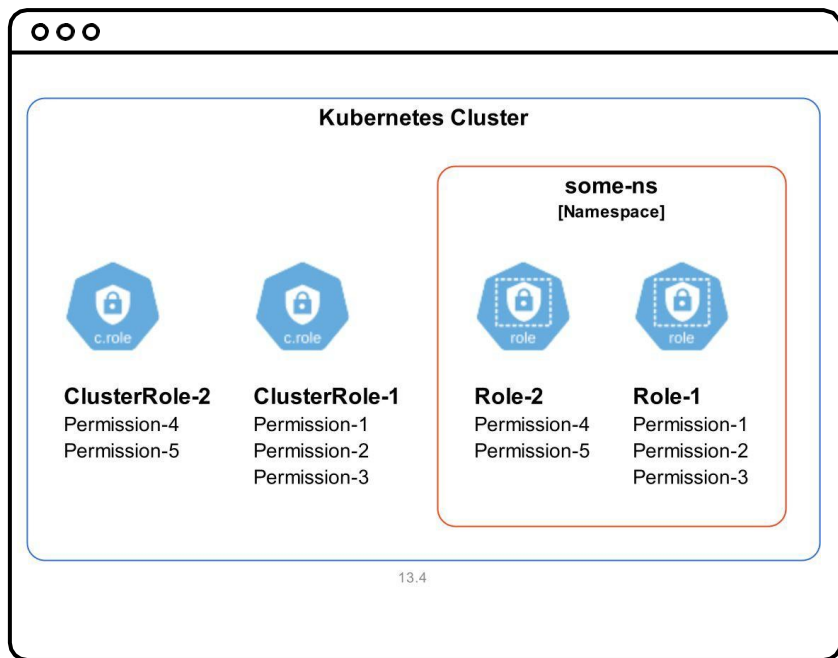 Kubernetes Cluster
some-ns
[Namespace]
c.role
c.role
role
role
ClusterRole-2
Permission-4
Permission-5
ClusterRole-1
Permission-1
Permission-2
Permission-3
Role-2
Permission-4
Permission-5
Role-1
Permission-1
Permission-2
Permission-3
13.4